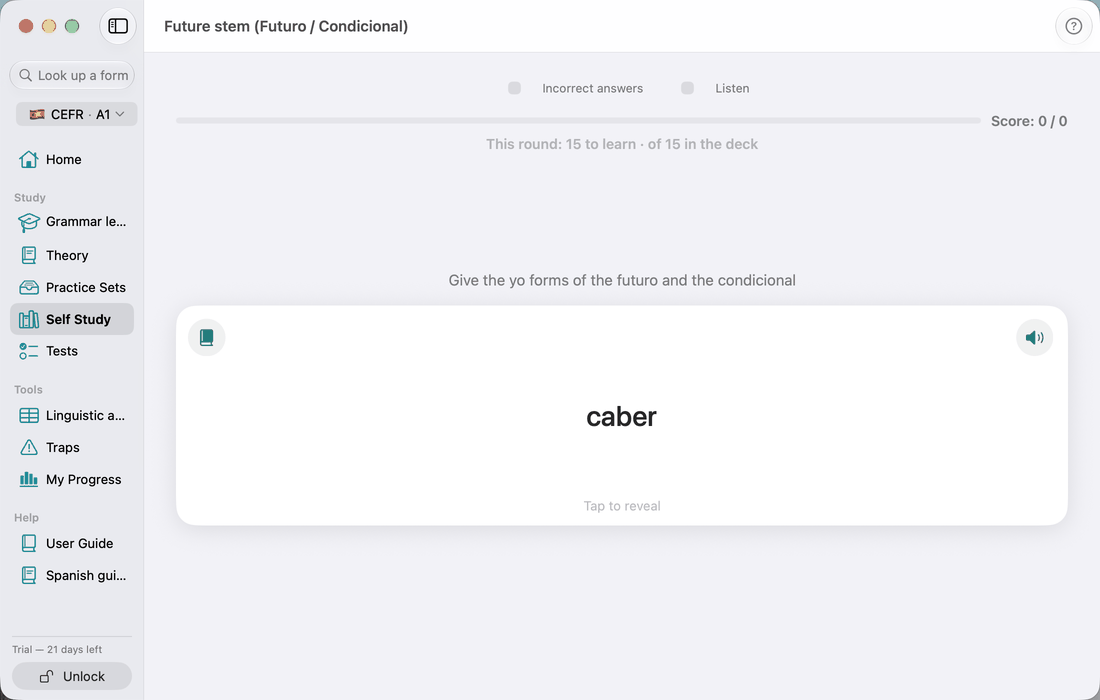 Future stem (Futuro / Condicional)
?
Look up a form
CEFR · A1
Home
Study
Grammar le...
Theory
Practice Sets
Self Study
Tests
Tools
Linguistic a...
Traps
My Progress
Help
User Guide
Spanish gui...
Trial — 21 days left
Unlock
Incorrect answers
Listen
Score: 0 / 0
This round: 15 to learn · of 15 in the deck
Give the yo forms of the futuro and the condicional
caber
Tap to reveal